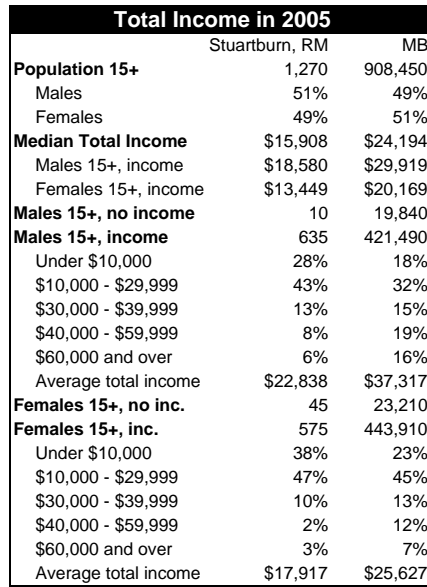 Total Income in 2005
Stuartburn, RM MB
Population 15+ 1,270 908,450
Males 51% 49%
Females 49% 51%
Median Total Income $15,908 $24,194
Males 15+, income $18,580 $29,919
Females 15+, income $13,449 $20,169
Males 15+, no income 10 19,840
Males 15+, income 635 421,490
Under $10,000 28% 18%
$10,000 - $29,999 43% 32%
$30,000 - $39,999 13% 15%
$40,000 - $59,999 8% 19%
$60,000 and over 6% 16%
Average total income $22,838 $37,317
Females 15+, no inc. 45 23,210
Females 15+, inc. 575 443,910
Under $10,000 38% 23%
$10,000 - $29,999 47% 45%
$30,000 - $39,999 10% 13%
$40,000 - $59,999 2% 12%
$60,000 and over 3% 7%
Average total income $17,917 $25,627